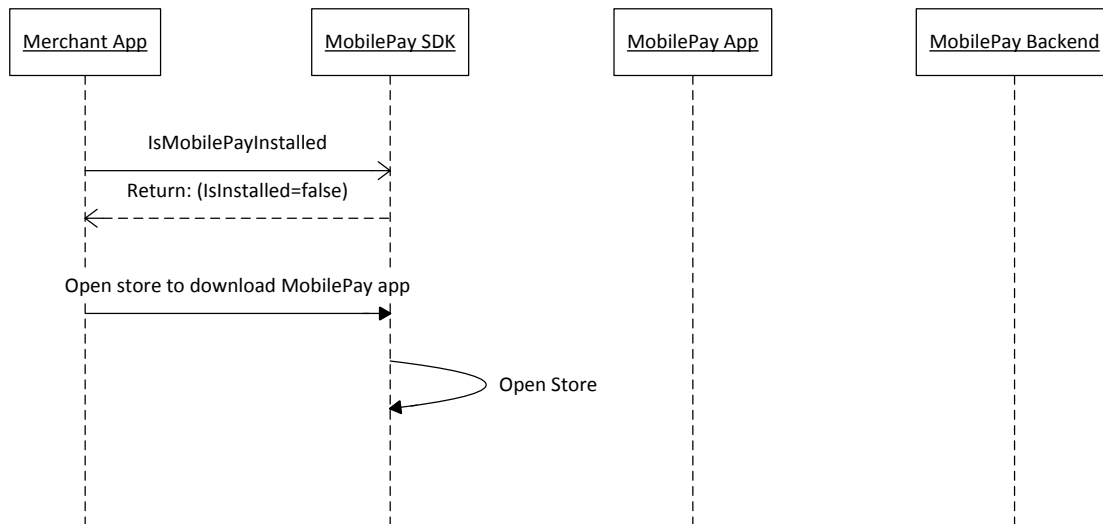 Merchant App
MobilePay SDK
MobilePay App
MobilePay Backend
IsMobilePayInstalled
Return: (IsInstalled=false)
Open store to download MobilePay app
Open Store